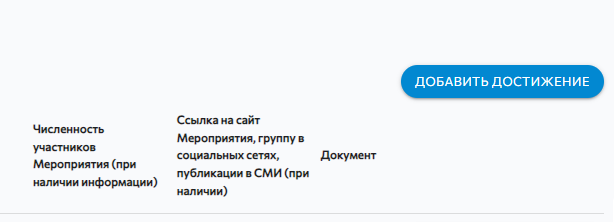 ДОБАВИТЬ ДОСТИЖЕНИЕ
Численность
участников
Мероприятия (при
наличии информации)
Ссылка на сайт
Мероприятия, группу в
социальных сетях,
публикации в СМИ (при
наличии)
Документ